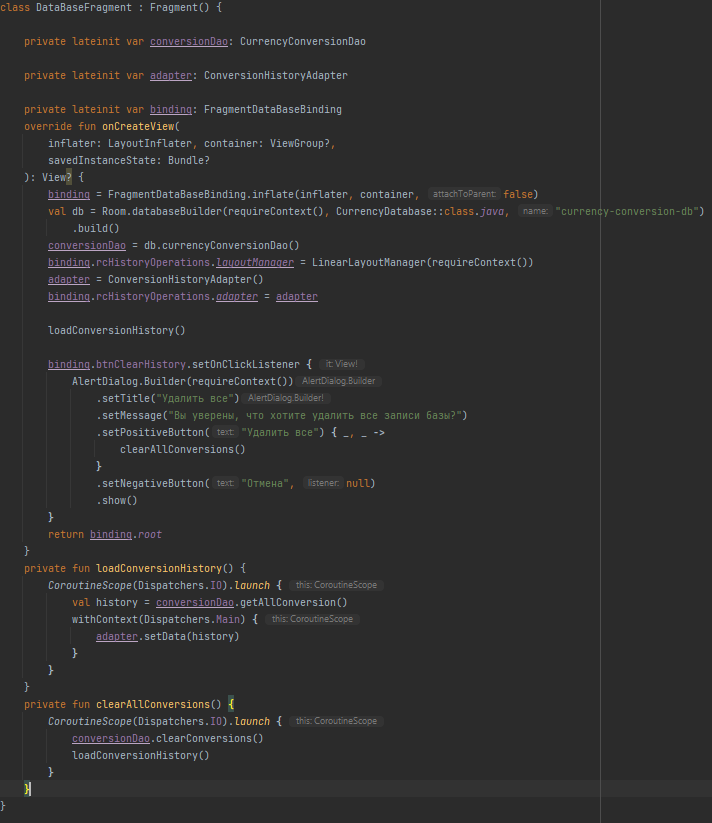 class DataBaseFragment : Fragment() {
private lateinit var conversionDao: CurrencyConversionDao
private lateinit var adapter: ConversionHistoryAdapter
private lateinit var binding: FragmentDataBaseBinding
override fun onCreateView(
inflater: LayoutInflater, container: ViewGroup?,
savedInstanceState: Bundle?
): View? {
binding = FragmentDataBaseBinding.inflate(inflater, container, attachToParent: false)
val db = Room.databaseBuilder(requireContext(), CurrencyDatabase::class.java, name: "currency-conversion-db")
.build()
conversionDao = db.currencyConversionDao()
binding.rcHistoryOperations.layoutManager = LinearLayoutManager(requireContext())
adapter = ConversionHistoryAdapter()
binding.rcHistoryOperations.adapter = adapter
loadConversionHistory()
binding.btnClearHistory.setOnClickListener { it: View!
AlertDialog.Builder(requireContext()) AlertDialog.Builder
.setTitle("Удалить все") AlertDialog.Builder!
.setMessage("Вы уверены, что хотите удалить все записи базы?")
.setPositiveButton( text: "Удалить все") { _, _ ->
clearAllConversions()
}
.setNegativeButton( text: "Отмена", listener: null)
.show()
}
return binding.root
}
private fun loadConversionHistory() {
CoroutineScope(Dispatchers.IO).launch { this: CoroutineScope
val history = conversionDao.getAllConversion()
withContext(Dispatchers.Main) { this: CoroutineScope
adapter.setData(history)
}
}
}
private fun clearAllConversions() {
CoroutineScope(Dispatchers.IO).launch { this: CoroutineScope
conversionDao.clearConversions()
loadConversionHistory()
}
}
}